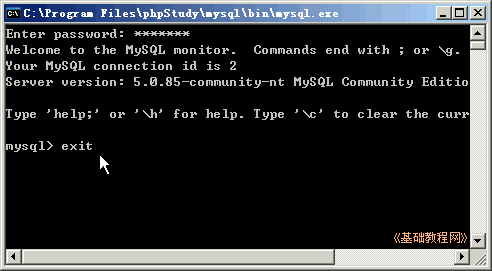 C:\Program Files\phpStudy\mysql\bin\mysql.exe
Enter password: *******
Welcome to the MySQL monitor.  Commands end with ; or \g.
Your MySQL connection id is 2
Server version: 5.0.85-community-nt MySQL Community Editio
Type 'help;' or '\h' for help. Type '\c' to clear the curr
mysql> exit
《基础教程网》